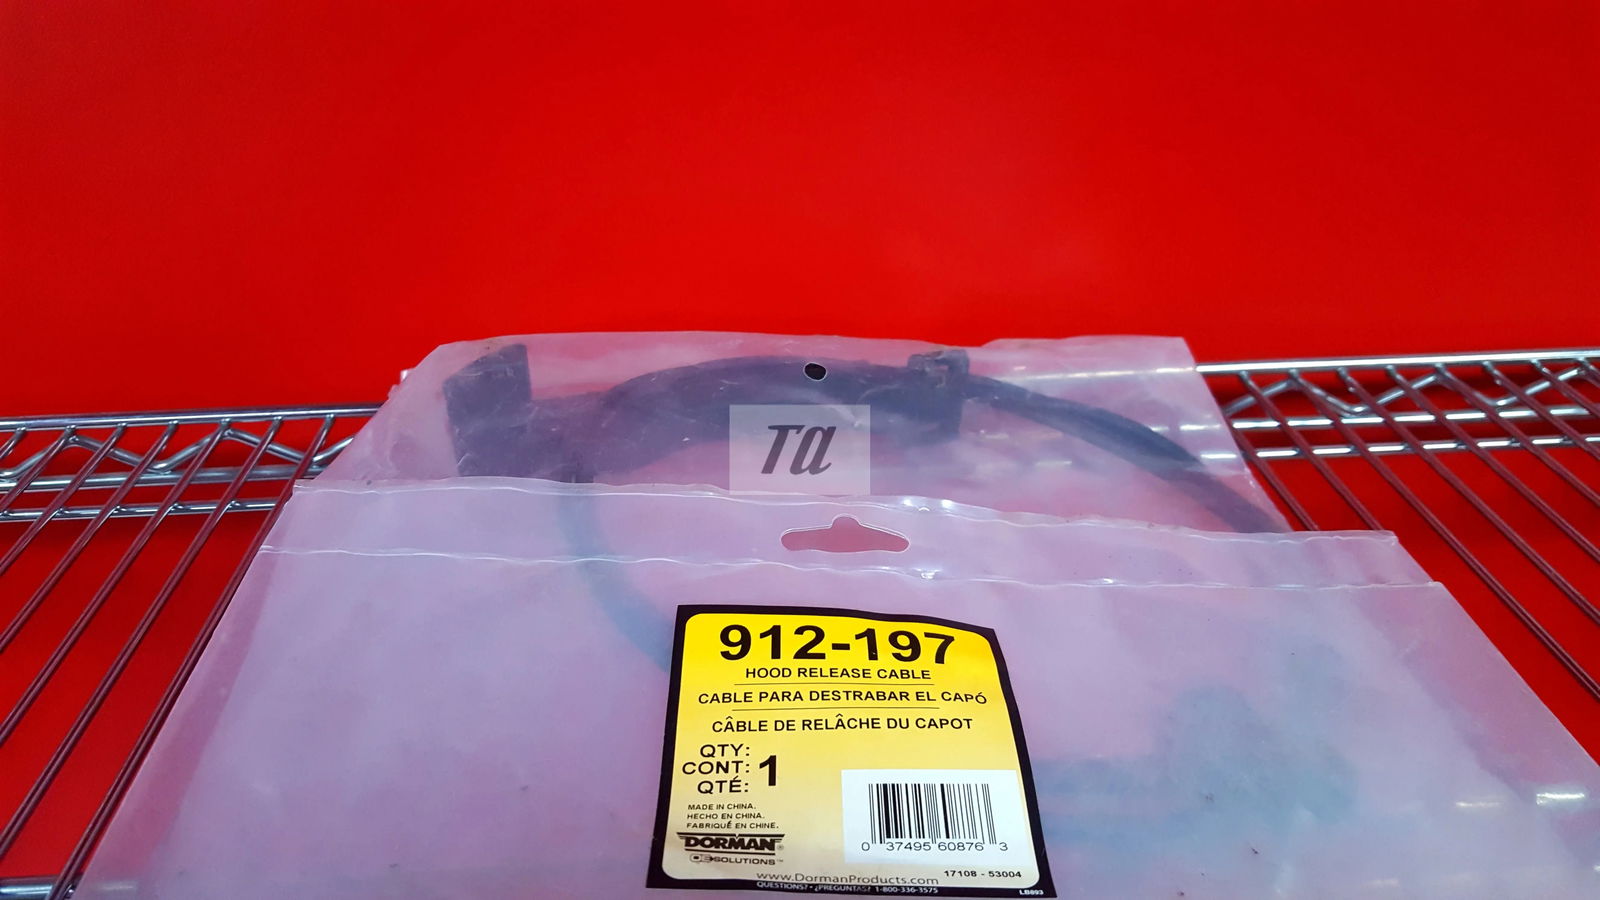 TA
912-197
HOOD RELEASE CABLE
CABLE PARA DESTRABAR EL CAPÓ
CÂBLE DE RELÂCHE DU CAPOT
QTY:
CONT: 1
QTÉ:
MADE IN CHINA.
HECHO EN CHINA.
FABRIQUÉ EN CHINE.
DORMAN®
OE SOLUTIONS™
0 37495 60876 3
www.DormanProducts.com 17108 - 53004
QUESTIONS? • ¿PREGUNTAS? 1-800-336-3575 LB893